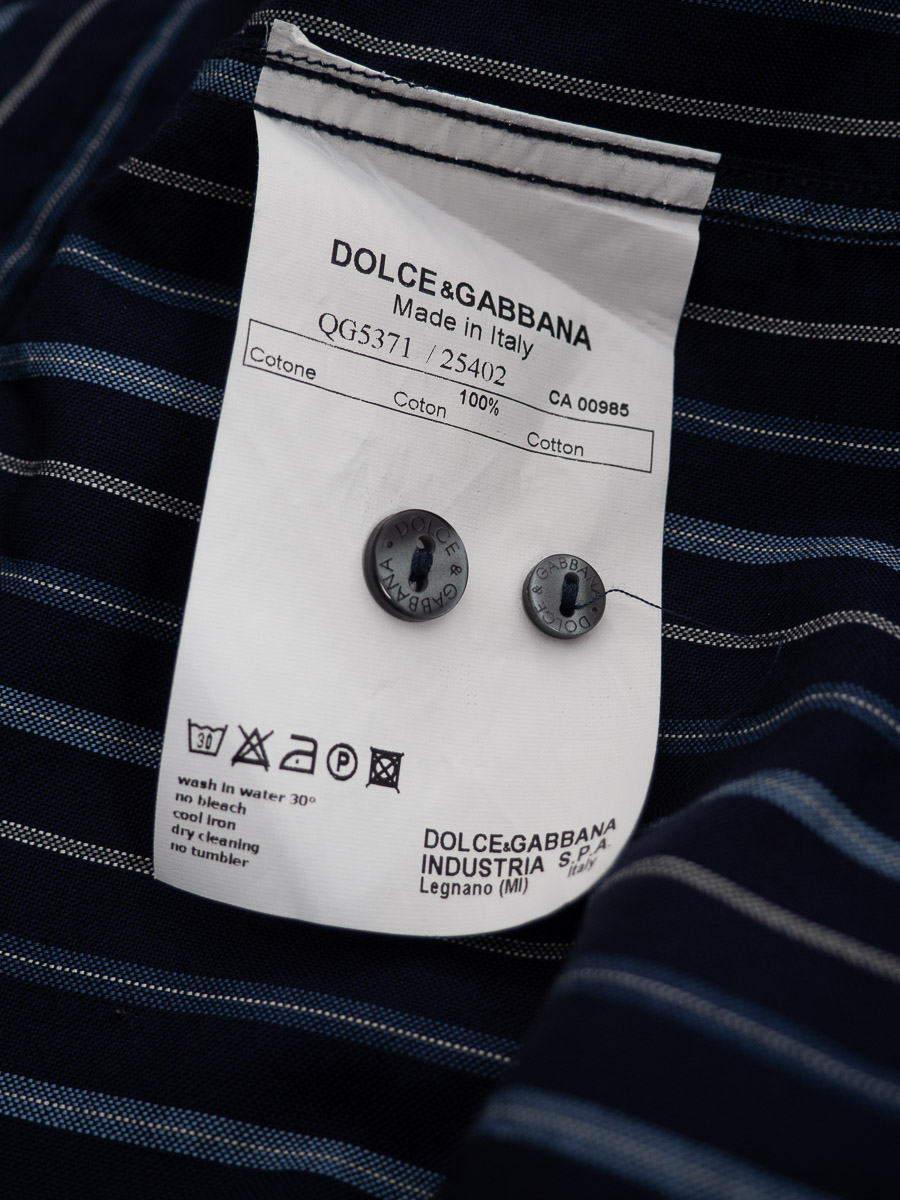 DOLCE&GABBANA
Made in Italy
QG5371 / 25402
CA 00985
Cotone
Coton
100%
Cotton
DOLCE & GABBANA
DOLCE & GABBANA
30
P
wash in water 30°
no bleach
cool iron
dry cleaning
no tumbler
DOLCE&GABBANA
INDUSTRIA S.P.A.
Legnano (MI) Italy